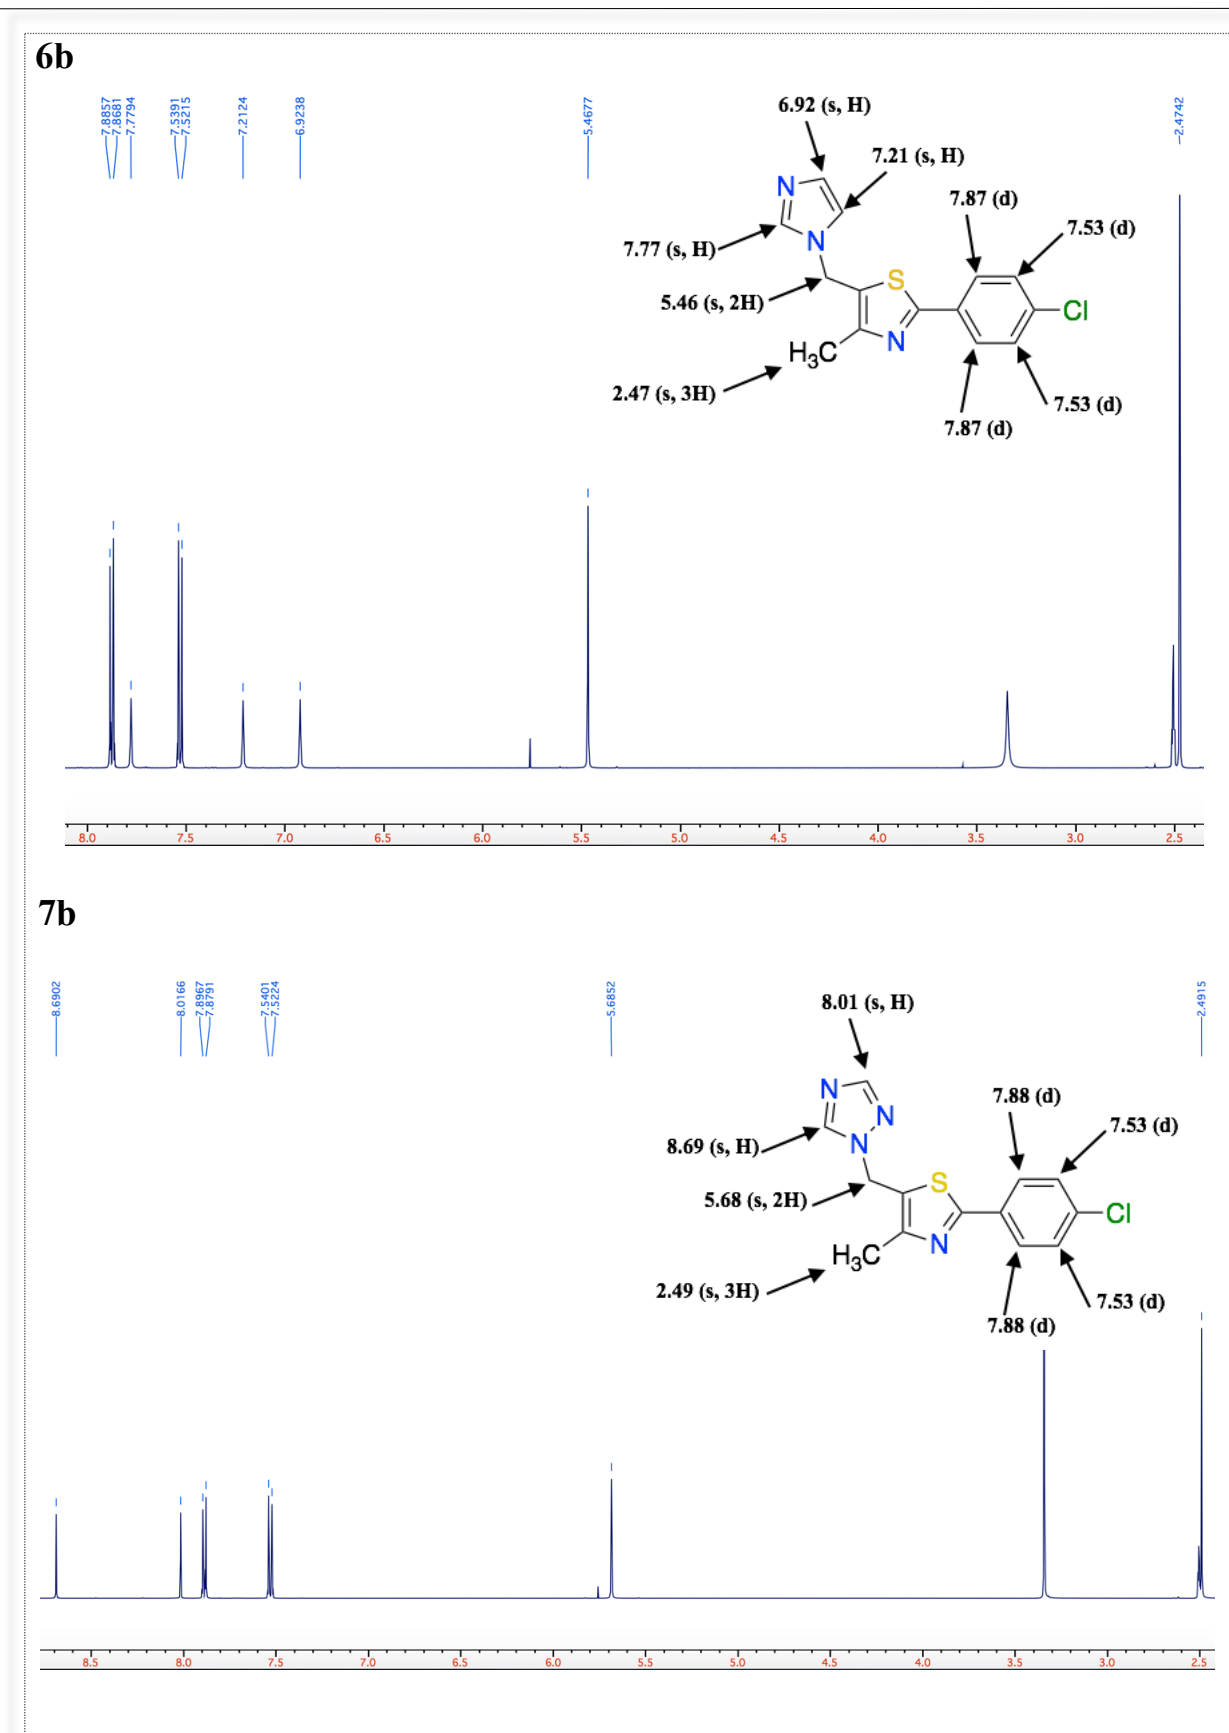 6b
7.8857
7.8681
7.7794
7.5391
7.5215
7.2124
6.9238
5.4677
2.4742
6.92 (s, H)
7.21 (s, H)
7.87 (d)
7.53 (d)
7.77 (s, H)
5.46 (s, 2H)
2.47 (s, 3H)
7.87 (d)
7.53 (d)
N
N
S
N
Cl
H3C
8.0 7.5 7.0 6.5 6.0 5.5 5.0 4.5 4.0 3.5 3.0 2.5
7b
8.6902
8.0166
7.8967
7.8791
7.5401
7.5224
5.6852
2.4915
8.01 (s, H)
7.88 (d)
7.53 (d)
8.69 (s, H)
5.68 (s, 2H)
2.49 (s, 3H)
7.53 (d)
7.88 (d)
N
N
N
S
N
Cl
H3C
8.5 8.0 7.5 7.0 6.5 6.0 5.5 5.0 4.5 4.0 3.5 3.0 2.5